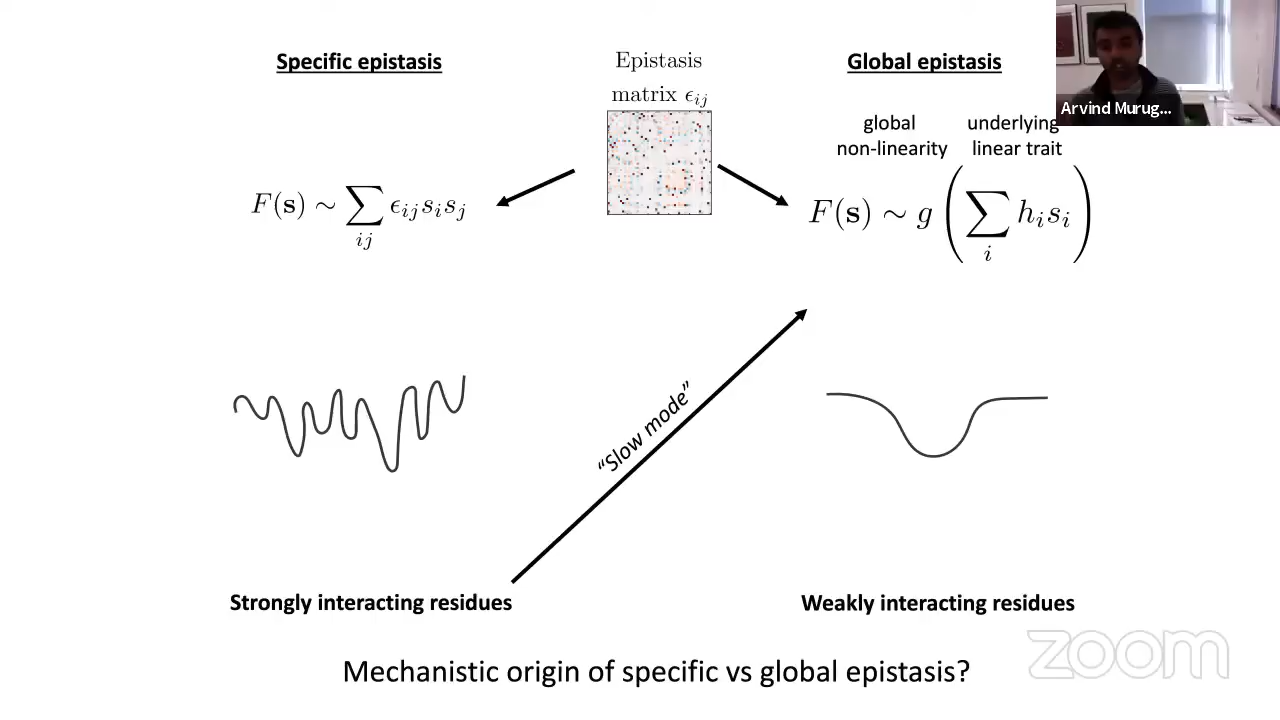 Specific epistasis
Epistasis
matrix ϵij
Global epistasis
Arvind Murug...
global
non-linearity
underlying
linear trait
F(s) ∼ ∑ij ϵij si sj
F(s) ∼ g(∑i hi si)
"Slow mode"
Strongly interacting residues
Weakly interacting residues
zoom
Mechanistic origin of specific vs global epistasis?